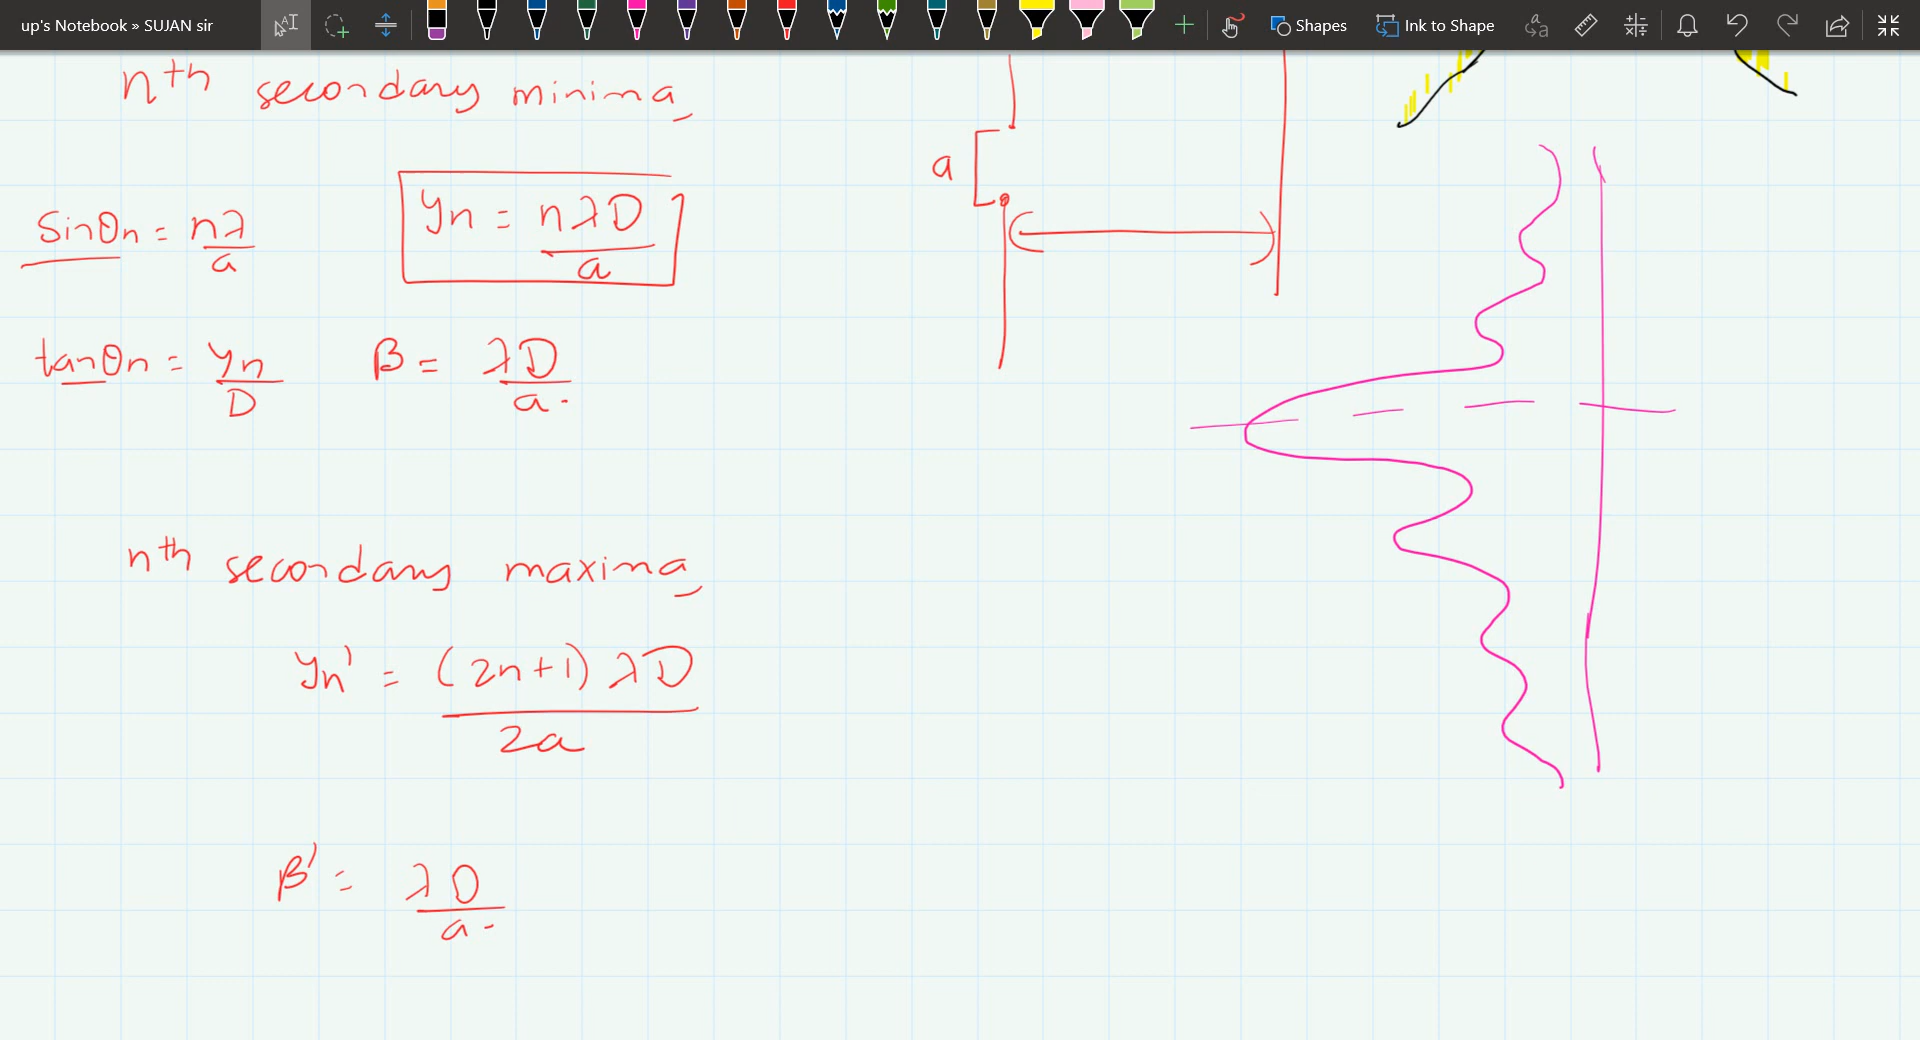 up's Notebook » SUJAN sir
Shapes
Ink to Shape
nth secondary minima,
sinθn = nλ/a
yn = nλD/a
tanθn = yn/D
β = λD/a.
a
nth secondary maxima,
yn' = (2n+1) λD/2a
β' = λD/a.